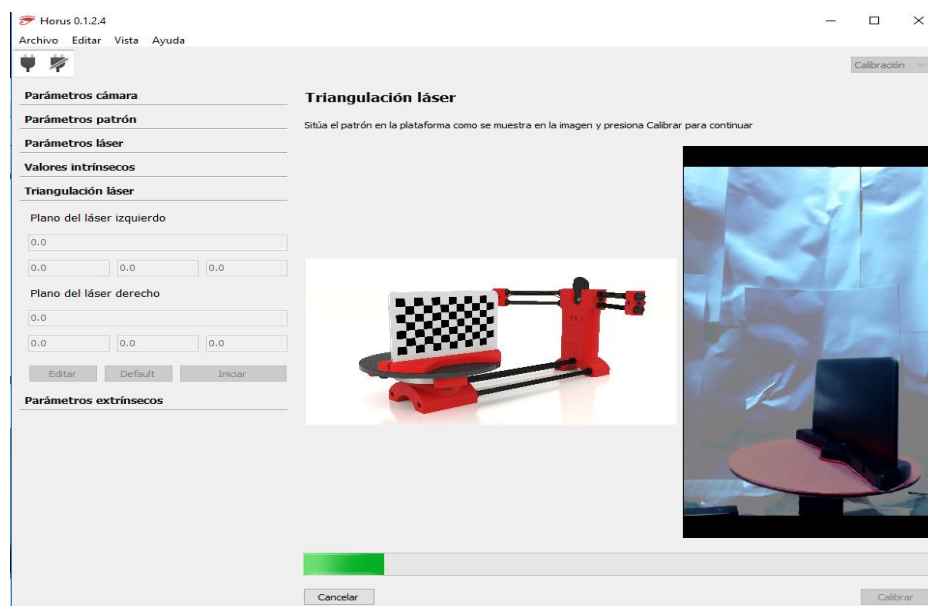 Horus 0.1.2.4
Archivo Editar Vista Ayuda
Calibración
Parámetros cámara
Parámetros patrón
Parámetros láser
Valores intrínsecos
Triangulación láser
Plano del láser izquierdo
0.0
0.0 0.0 0.0
Plano del láser derecho
0.0
0.0 0.0 0.0
Editar Default Iniciar
Parámetros extrínsecos
Triangulación láser
Sitúa el patrón en la plataforma como se muestra en la imagen y presiona Calibrar para continuar
Cancelar Calibrar